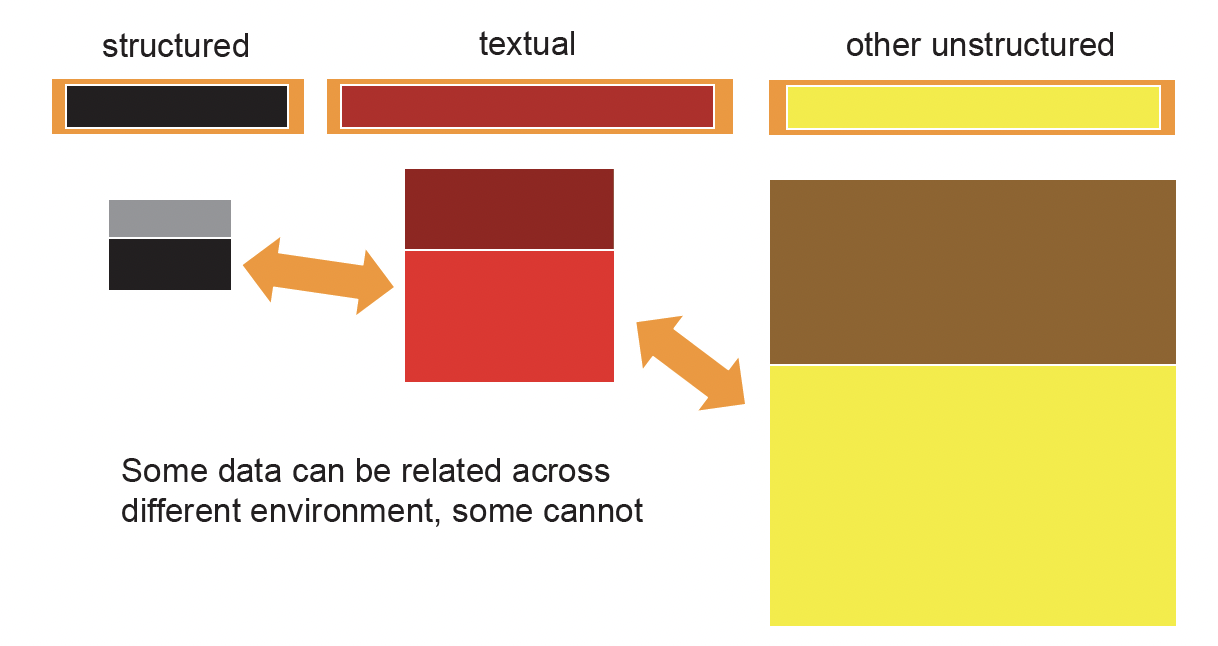 structured
textual
other unstructured
Some data can be related across
different environment, some cannot